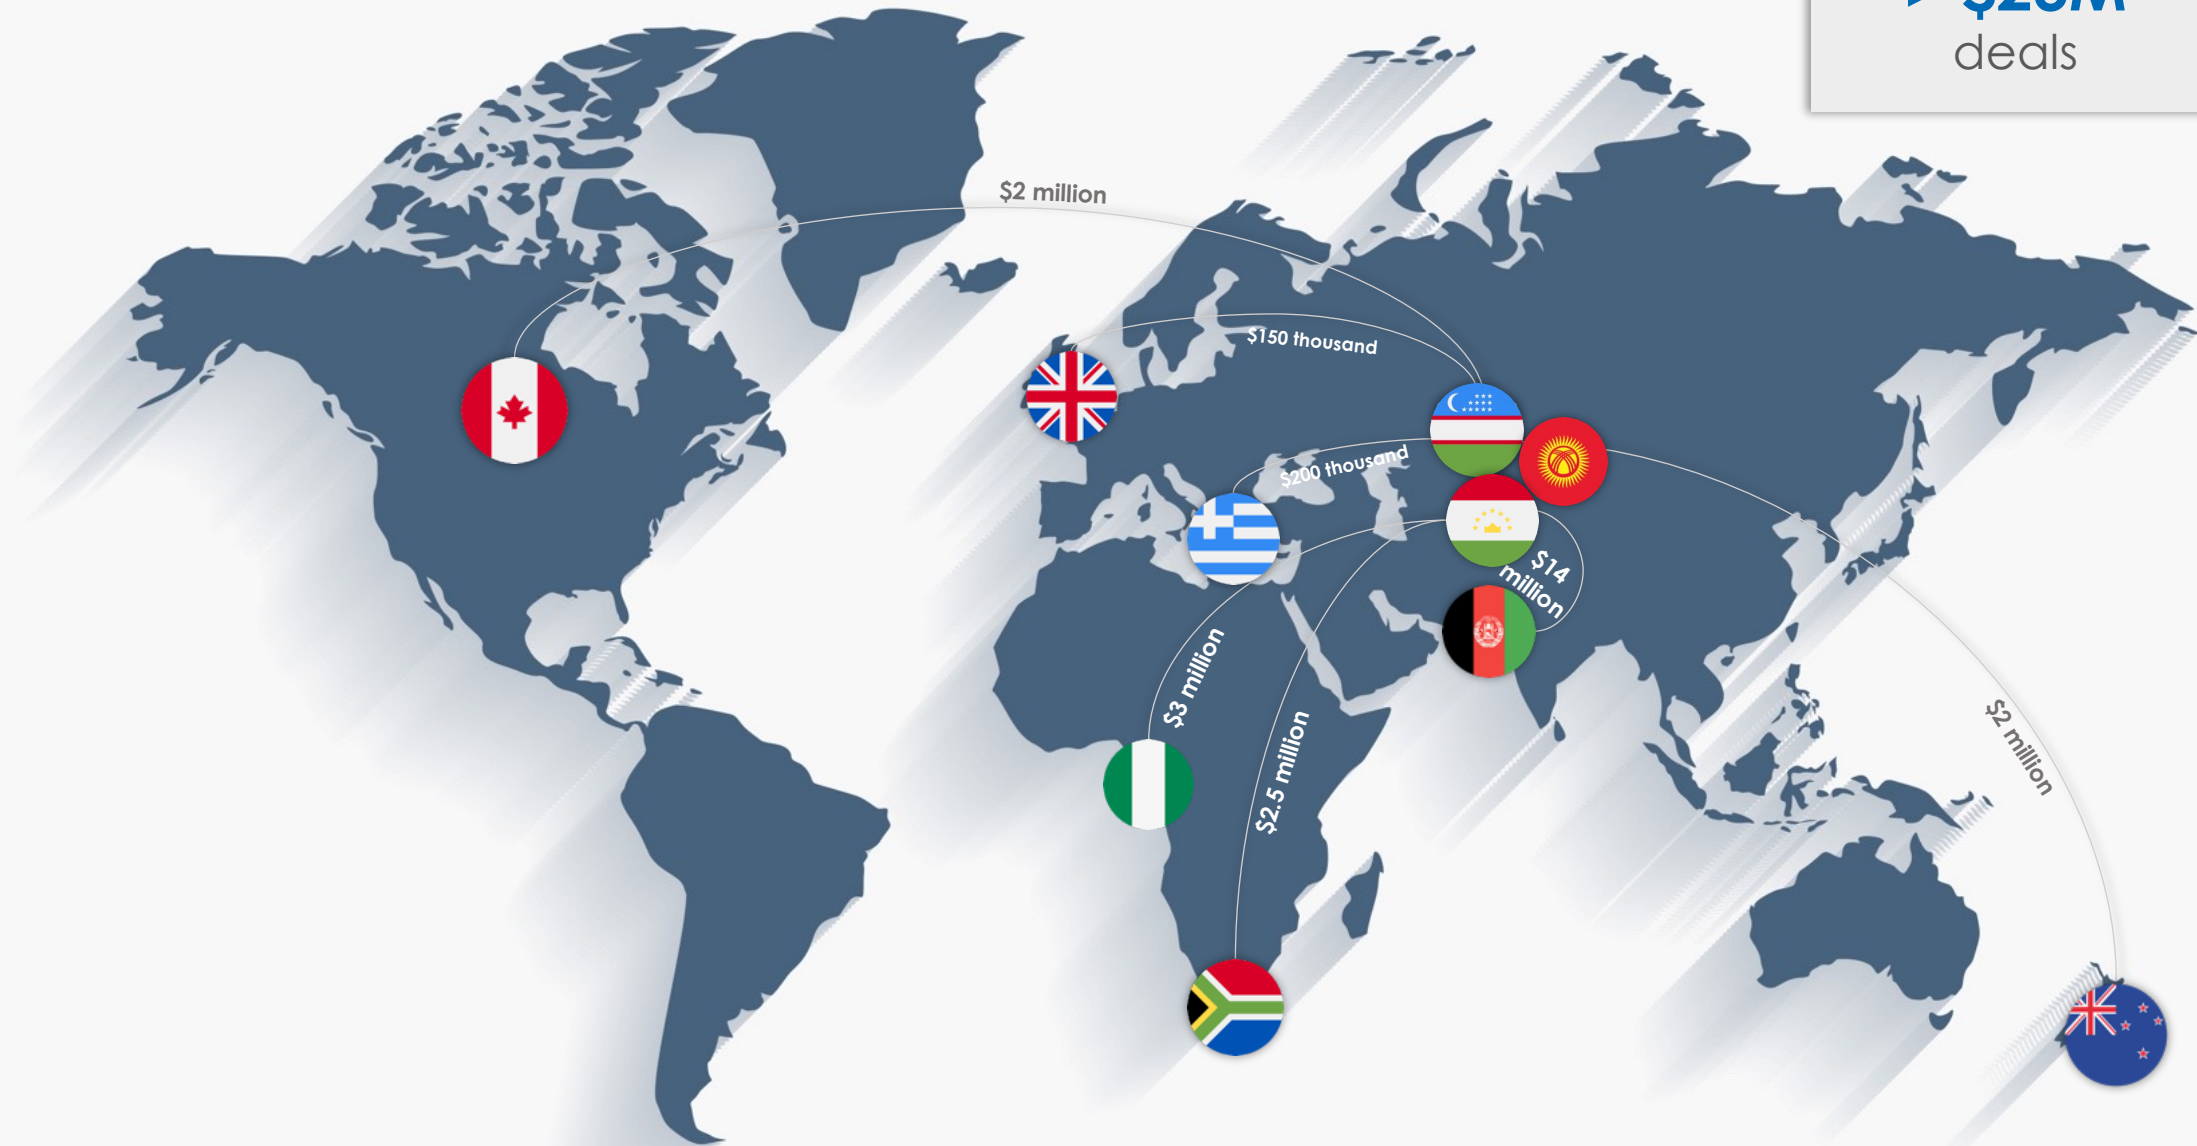 deals
$2 million
$150 thousand
$200 thousand
$14
million
$3 million
$2.5 million
$2 million